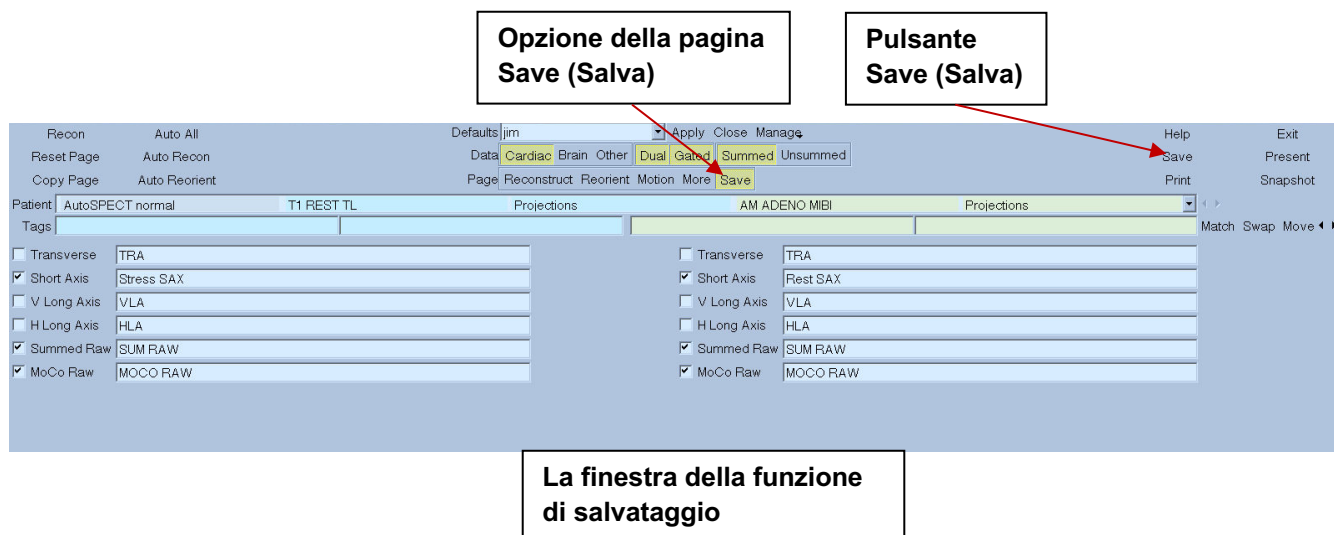 Opzione della pagina
Save (Salva)
Pulsante
Save (Salva)
Recon Auto All Defaults jim Apply Close Manage Help Exit
Reset Page Auto Recon Data Cardiac Brain Other Dual Gated Summed Unsummed Save Present
Copy Page Auto Reorient Page Reconstruct Reorient Motion More Save Print Snapshot
Patient AutoSPECT normal T1 REST TL Projections AM ADENO MIBI Projections
Tags Match Swap Move
Transverse TRA Transverse TRA
Short Axis Stress SAX Short Axis Rest SAX
V Long Axis VLA V Long Axis VLA
H Long Axis HLA H Long Axis HLA
Summed Raw SUM RAW Summed Raw SUM RAW
MoCo Raw MOCO RAW MoCo Raw MOCO RAW
La finestra della funzione
di salvataggio